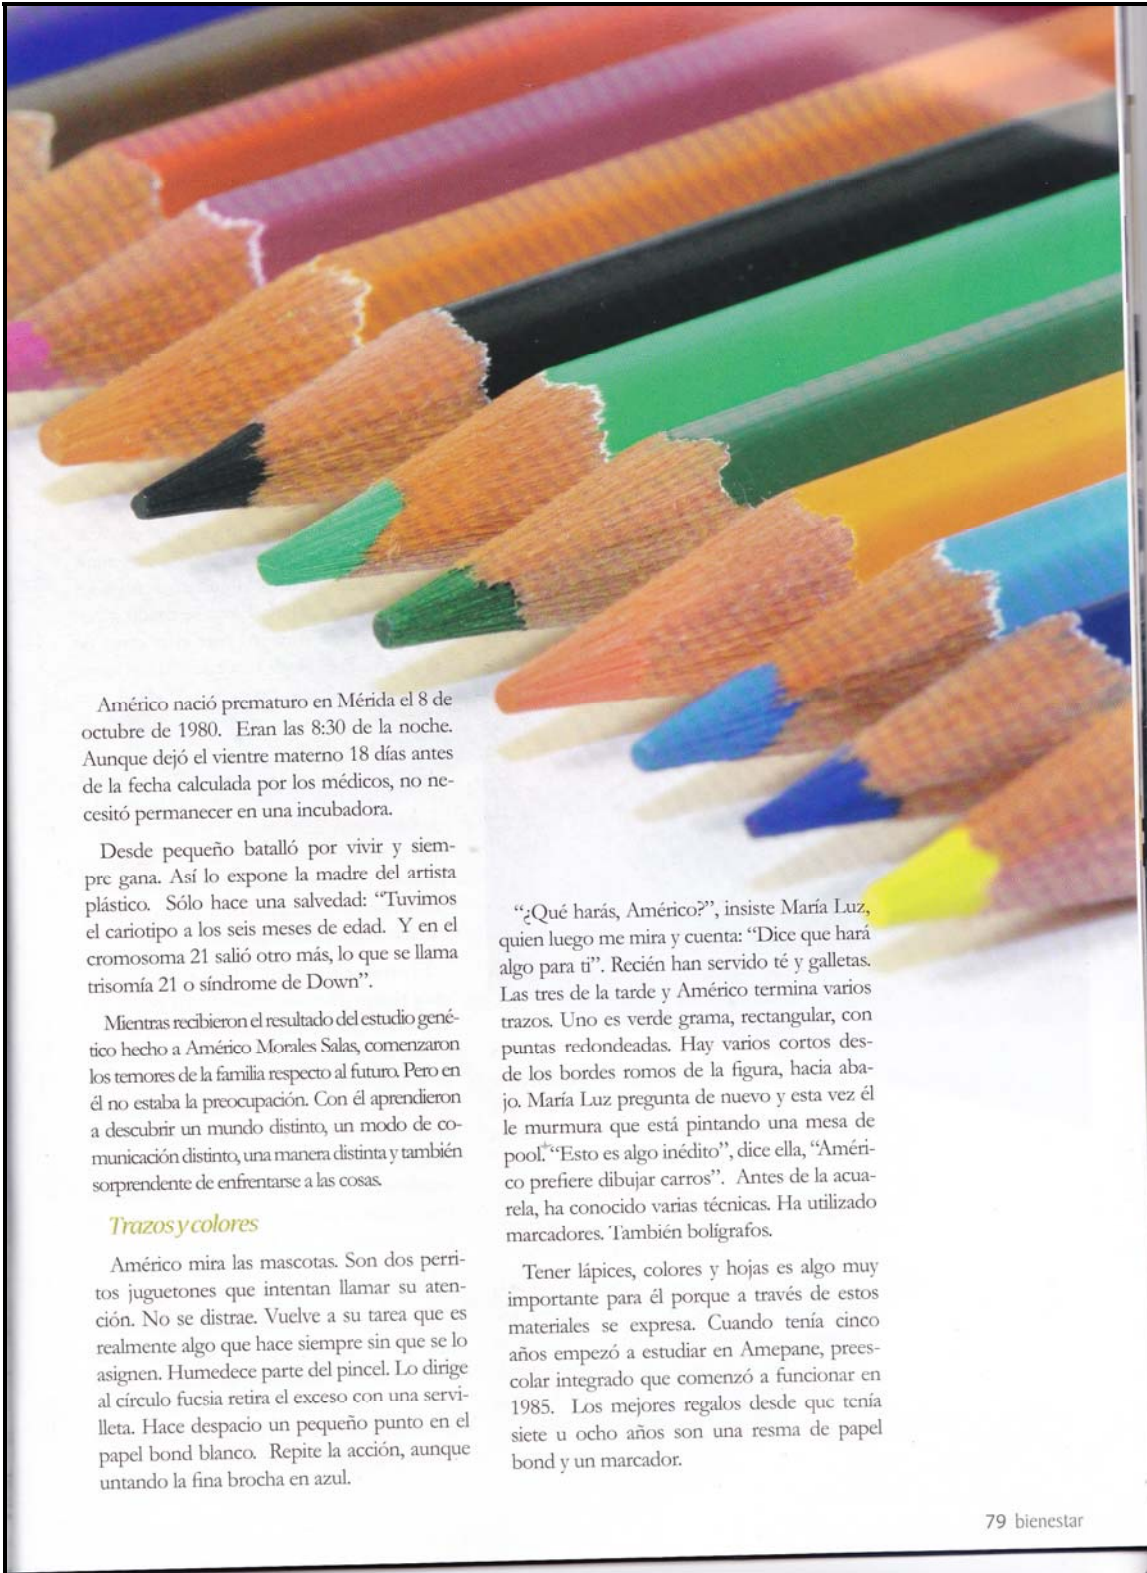 Américo nació prematuro en Mérida el 8 de
octubre de 1980. Eran las 8:30 de la noche.
Aunque dejó el vientre materno 18 días antes
de la fecha calculada por los médicos, no ne-
cesitó permanecer en una incubadora.
Desde pequeño batalló por vivir y siem-
pre gana. Así lo expone la madre del artista
plástico. Sólo hace una salvedad: “Tuvimos
el cariotipo a los seis meses de edad. Y en el
cromosoma 21 salió otro más, lo que se llama
trisomía 21 o síndrome de Down”.
Mientras recibieron el resultado del estudio gené-
tico hecho a Américo Morales Salas, comenzaron
los temores de la familia respecto al futuro. Pero en
él no estaba la preocupación. Con él aprendieron
a descubrir un mundo distinto, un modo de co-
municación distinto, una manera distinta y también
sorprendente de enfrentarse a las cosas.
Trazos y colores
Américo mira las mascotas. Son dos perri-
tos juguetones que intentan llamar su aten-
ción. No se distrae. Vuelve a su tarea que es
realmente algo que hace siempre sin que se lo
asignen. Humedece parte del pincel. Lo dirige
al círculo fucsia retira el exceso con una servi-
lleta. Hace despacio un pequeño punto en el
papel bond blanco. Repite la acción, aunque
untando la fina brocha en azul.
“¿Qué harás, Américo?”, insiste María Luz,
quien luego me mira y cuenta: “Dice que hará
algo para ti”. Recién han servido té y galletas.
Las tres de la tarde y Américo termina varios
trazos. Uno es verde grama, rectangular, con
puntas redondeadas. Hay varios cortos des-
de los bordes romos de la figura, hacia aba-
jo. María Luz pregunta de nuevo y esta vez él
le murmura que está pintando una mesa de
pool. “Esto es algo inédito”, dice ella, “Améri-
co prefiere dibujar carros”. Antes de la acua-
rela, ha conocido varias técnicas. Ha utilizado
marcadores. También bolígrafos.
Tener lápices, colores y hojas es algo muy
importante para él porque a través de estos
materiales se expresa. Cuando tenía cinco
años empezó a estudiar en Amepane, prees-
colar integrado que comenzó a funcionar en
1985. Los mejores regalos desde que tenía
siete u ocho años son una resma de papel
bond y un marcador.
79 bienestar